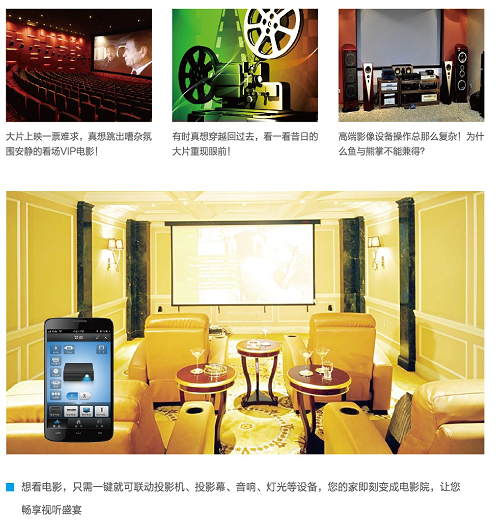 大片上映一票难求，真想跳出嘈杂氛
围安静的看场VIP电影！
有时真想穿越回过去，看一看昔日的
大片重现眼前！
高端影像设备操作总那么复杂！为什
么鱼与熊掌不能兼得？
想看电影，只需一键就可联动投影机、投影幕、音响、灯光等设备，您的家即刻变成电影院，让您
畅享视听盛宴